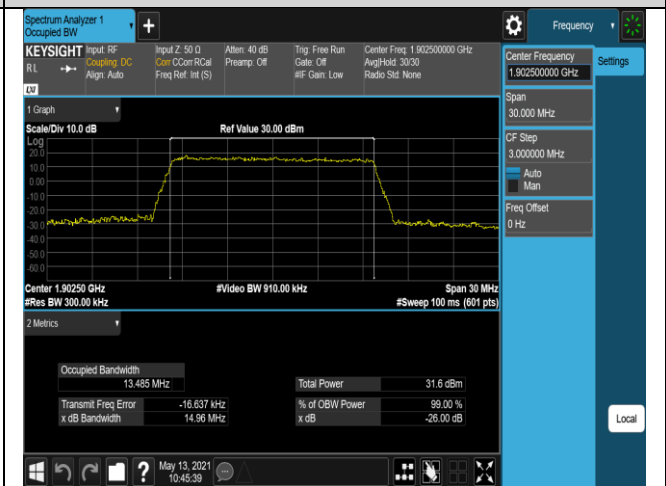 Spectrum Analyzer 1
Occupied BW
+
Frequency
KEYSIGHT
RL
LXI
Input: RF
Coupling: DC
Align: Auto
Input Z: 50 Ω
Corr CCorr RCal
Freq Ref: Int (S)
Atten: 40 dB
Preamp: Off
Trig: Free Run
Gate: Off
#IF Gain: Low
Center Freq: 1.902500000 GHz
Avg|Hold: 30/30
Radio Std: None
Center Frequency
1.902500000 GHz
Settings
Span
30.000 MHz
CF Step
3.000000 MHz
Auto
Man
Freq Offset
0 Hz
1 Graph
Scale/Div 10.0 dB
Ref Value 30.00 dBm
Log
20.0
10.0
0.00
-10.0
-20.0
-30.0
-40.0
-50.0
-60.0
Center 1.90250 GHz
#Video BW 910.00 kHz
Span 30 MHz
#Res BW 300.00 kHz
#Sweep 100 ms (601 pts)
2 Metrics
Occupied Bandwidth
13.485 MHz
Total Power 31.6 dBm
Transmit Freq Error -16.637 kHz
% of OBW Power 99.00 %
x dB Bandwidth 14.96 MHz
x dB -26.00 dB
Local
?
May 13, 2021
10:45:39